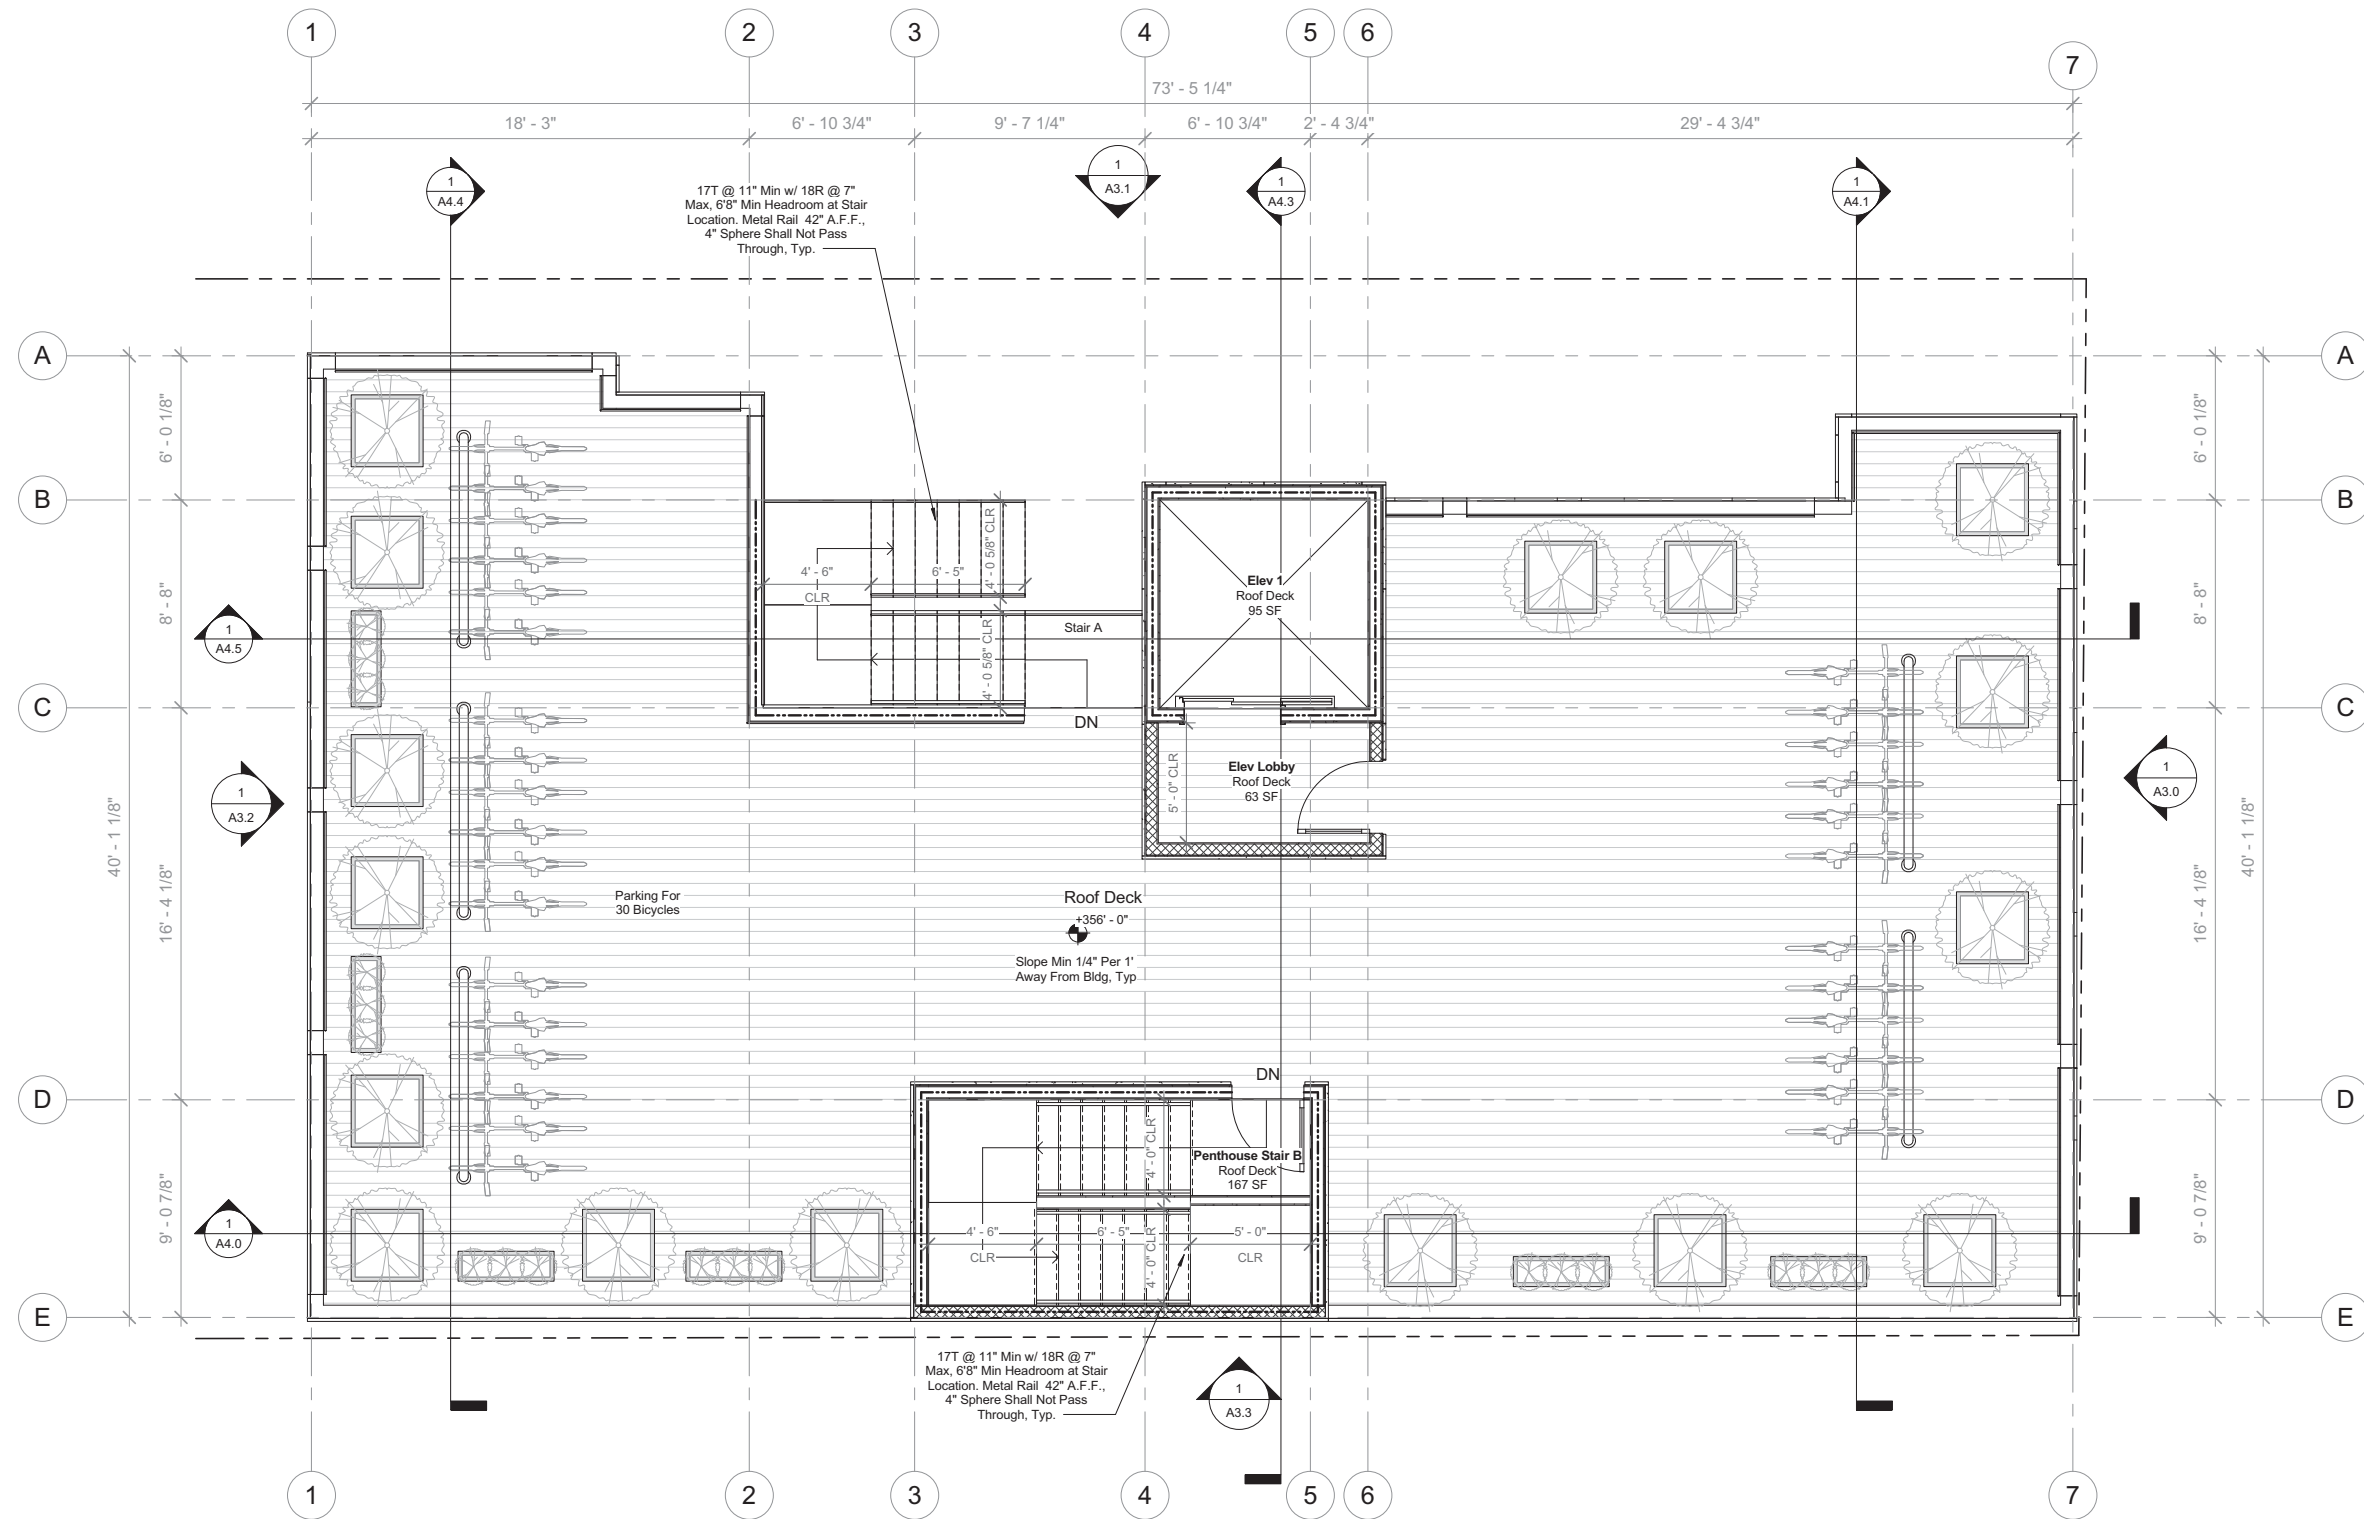 1
2
3
4
5
6
7
73' - 5 1/4"
18' - 3"
6' - 10 3/4"
9' - 7 1/4"
6' - 10 3/4"
2' - 4 3/4"
29' - 4 3/4"
1
A4.4
17T @ 11" Min w/ 18R @ 7"
Max, 6'8" Min Headroom at Stair
Location. Metal Rail 42" A.F.F.,
4" Sphere Shall Not Pass
Through, Typ.
1
A3.1
1
A4.3
1
A4.1
A
A
6' - 0 1/8"
6' - 0 1/8"
B
B
8' - 8"
8' - 8"
4' - 6"
CLR
6' - 5"
4' - 0 5/8" CLR
4' - 0 5/8" CLR
Stair A
Elev 1
Roof Deck
95 SF
1
A4.5
C
C
DN
5' - 0" CLR
Elev Lobby
Roof Deck
63 SF
1
A3.2
1
A3.0
40' - 1 1/8"
40' - 1 1/8"
16' - 4 1/8"
16' - 4 1/8"
Parking For
30 Bicycles
Roof Deck
+356' - 0"
Slope Min 1/4" Per 1'
Away From Bldg, Typ
DN
D
D
4' - 0" CLR
Penthouse Stair B
Roof Deck
167 SF
9' - 0 7/8"
9' - 0 7/8"
1
A4.0
4' - 6"
CLR
6' - 5"
4' - 0" CLR
5' - 0"
CLR
E
E
17T @ 11" Min w/ 18R @ 7"
Max, 6'8" Min Headroom at Stair
Location. Metal Rail 42" A.F.F.,
4" Sphere Shall Not Pass
Through, Typ.
1
A3.3
1
2
3
4
5
6
7